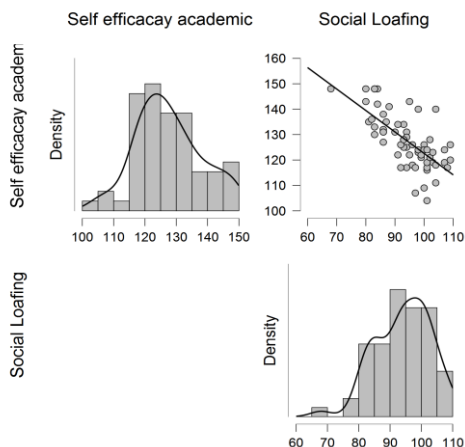 Self efficacay academic
Social Loafing
Self efficacay academ
Density
100 110 120 130 140 150
160
150
140
130
120
110
100
60 70 80 90 100 110
Social Loafing
Density
60 70 80 90 100 110